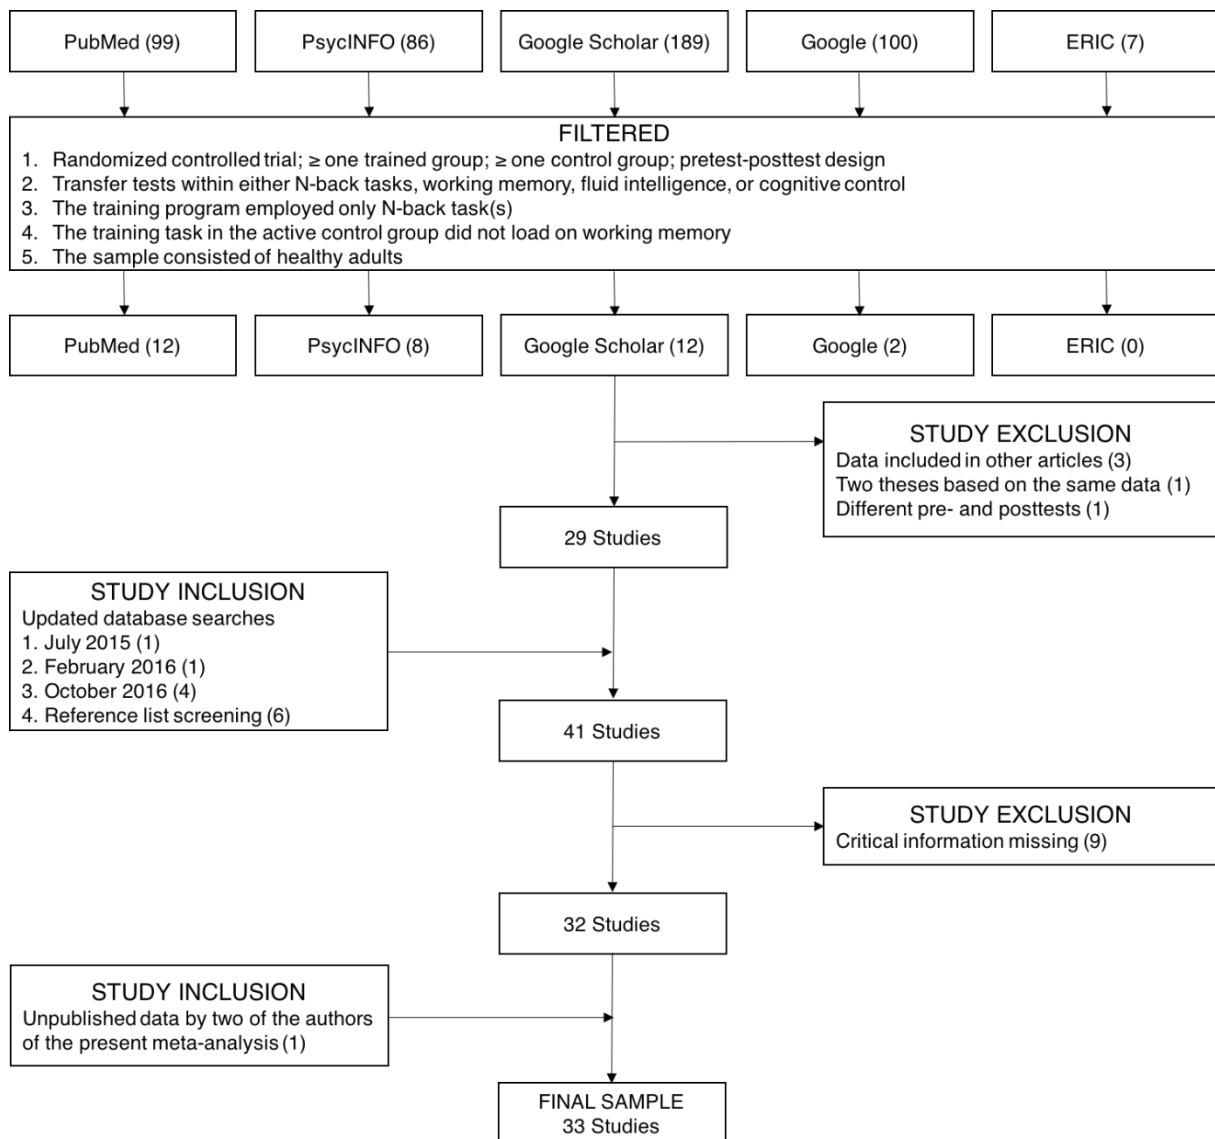 PubMed (99)
PsycINFO (86)
Google Scholar (189)
Google (100)
ERIC (7)
FILTERED
1. Randomized controlled trial; ≥ one trained group; ≥ one control group; pretest-posttest design
2. Transfer tests within either N-back tasks, working memory, fluid intelligence, or cognitive control
3. The training program employed only N-back task(s)
4. The training task in the active control group did not load on working memory
5. The sample consisted of healthy adults
PubMed (12)
PsycINFO (8)
Google Scholar (12)
Google (2)
ERIC (0)
STUDY EXCLUSION
Data included in other articles (3)
Two theses based on the same data (1)
Different pre- and posttests (1)
29 Studies
STUDY INCLUSION
Updated database searches
1. July 2015 (1)
2. February 2016 (1)
3. October 2016 (4)
4. Reference list screening (6)
41 Studies
STUDY EXCLUSION
Critical information missing (9)
32 Studies
STUDY INCLUSION
Unpublished data by two of the authors
of the present meta-analysis (1)
FINAL SAMPLE
33 Studies